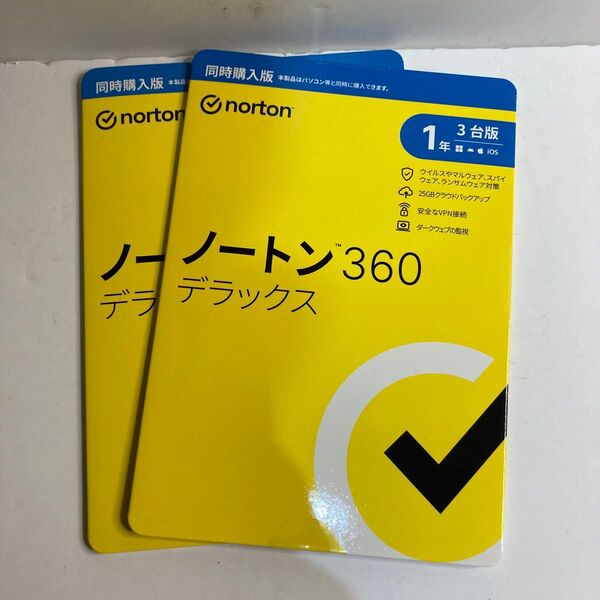 同時購入版 本製品はパソコン等と同時に購入できます。
norton
1年
3台版
iOS
ウイルスやマルウェア、スパイ
ウェア、ランサムウェア対策
25GBクラウドバックアップ
安全なVPN接続
ダークウェブの監視
ノートン™ 360
デラックス
同時購入版
norton
ノー
デラ